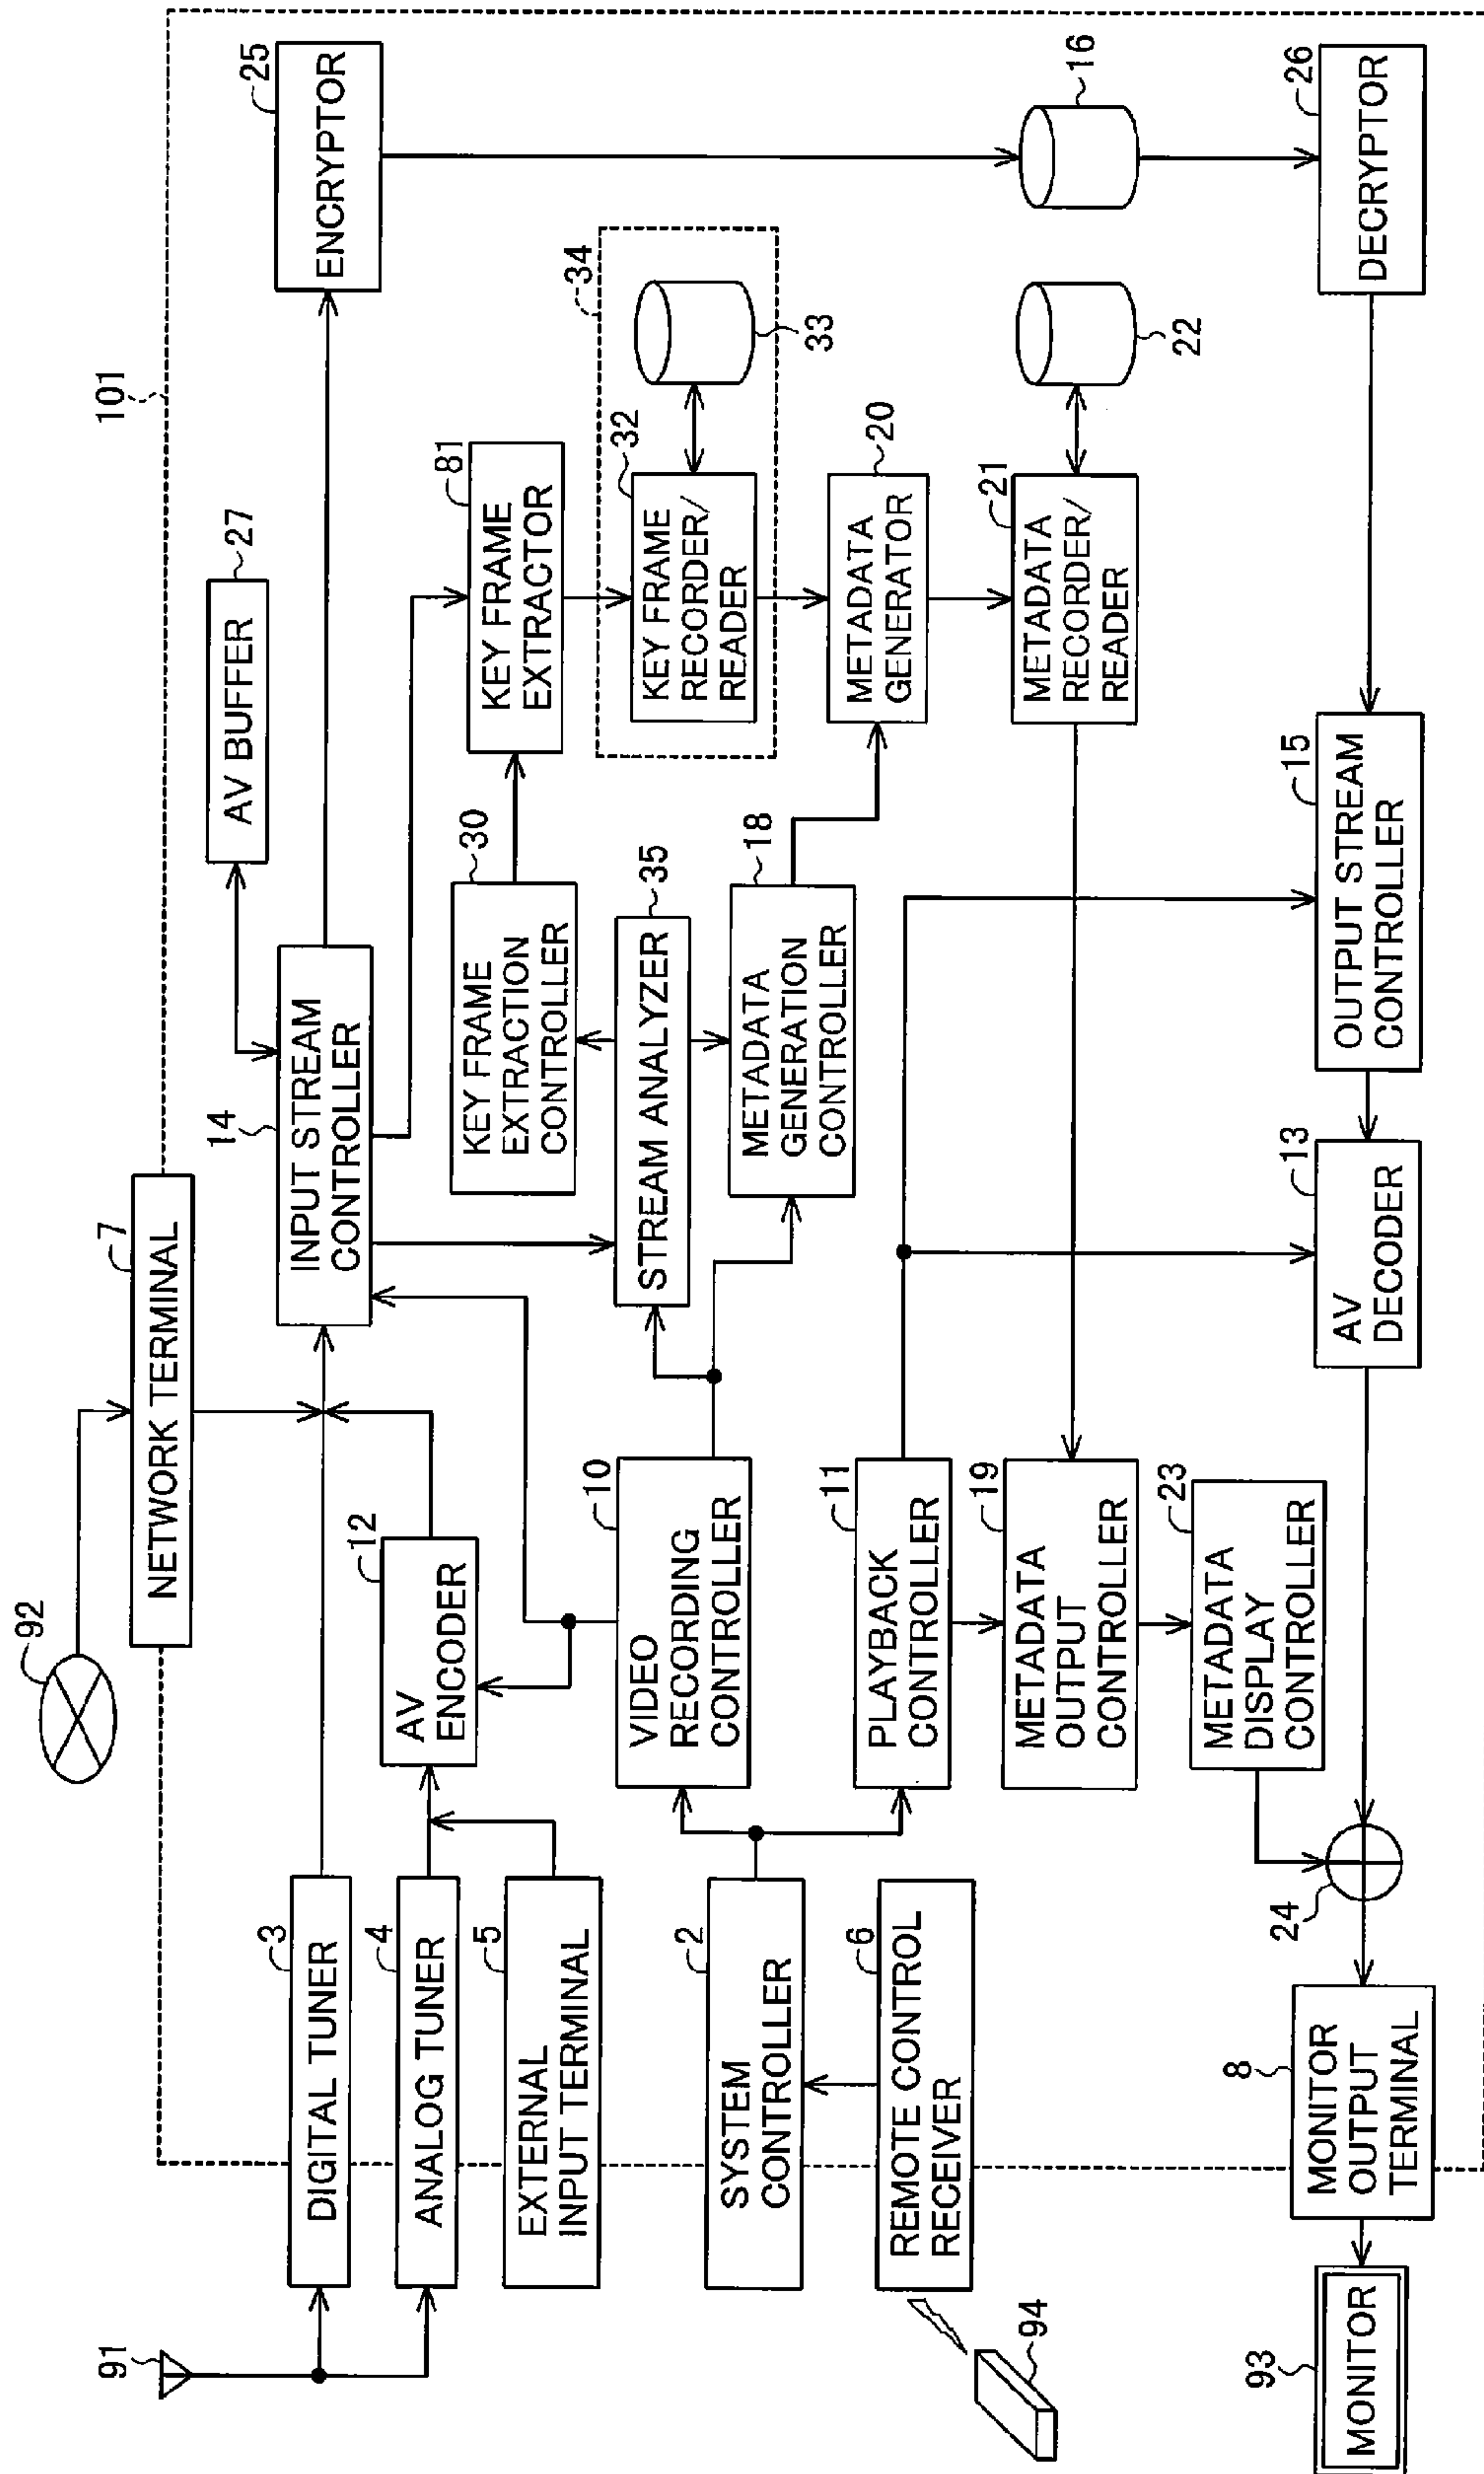 101
92
7
NETWORK TERMINAL
27
AV BUFFER
25
ENCRYPTOR
14
INPUT STREAM
CONTROLLER
91
3
DIGITAL TUNER
4
ANALOG TUNER
5
EXTERNAL
INPUT TERMINAL
12
AV
ENCODER
30
KEY FRAME
EXTRACTION
CONTROLLER
81
KEY FRAME
EXTRACTOR
34
32
KEY FRAME
RECORDER/
READER
33
35
STREAM ANALYZER
10
VIDEO
RECORDING
CONTROLLER
18
METADATA
GENERATION
CONTROLLER
20
METADATA
GENERATOR
2
SYSTEM
CONTROLLER
6
REMOTE CONTROL
RECEIVER
94
11
PLAYBACK
CONTROLLER
21
METADATA
RECORDER/
READER
22
16
19
METADATA
OUTPUT
CONTROLLER
23
METADATA
DISPLAY
CONTROLLER
24
93
MONITOR
8
MONITOR
OUTPUT
TERMINAL
13
AV
DECODER
15
OUTPUT STREAM
CONTROLLER
26
DECRYPTOR